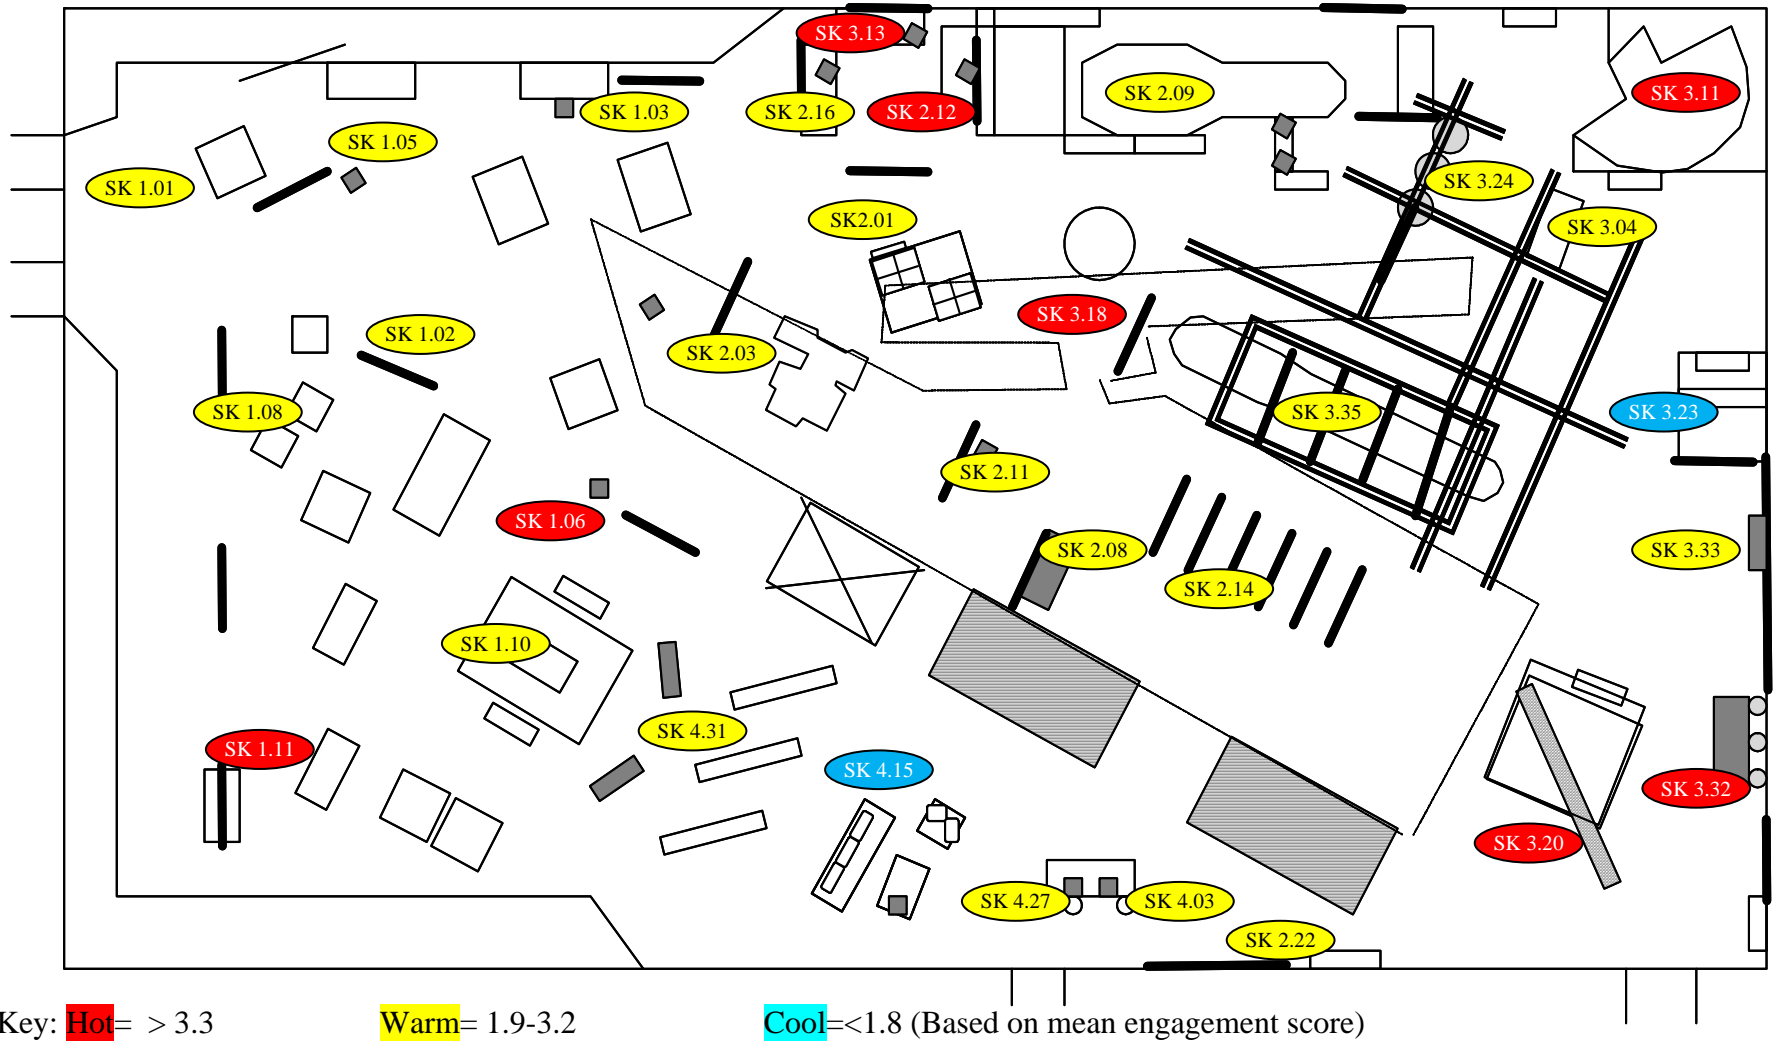 SK 3.13
SK 2.09
SK 3.11
SK 1.03
SK 2.16
SK 2.12
SK 1.05
SK 1.01
SK 3.24
SK2.01
SK 3.04
SK 3.18
SK 1.02
SK 2.03
SK 1.08
SK 3.35
SK 3.23
SK 2.11
SK 1.06
SK 2.08
SK 3.33
SK 2.14
SK 1.10
SK 4.31
SK 1.11
SK 4.15
SK 3.32
SK 3.20
SK 4.27
SK 4.03
SK 2.22
Key: Hot= > 3.3 Warm= 1.9-3.2 Cool=<1.8 (Based on mean engagement score)